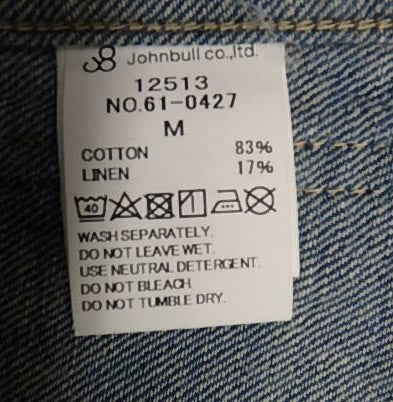 Johnbull co.,ltd.
12513
NO.61-0427
M
COTTON 83%
LINEN 17%
40
WASH SEPARATELY.
DO NOT LEAVE WET.
USE NEUTRAL DETERGENT.
DO NOT BLEACH.
DO NOT TUMBLE DRY.